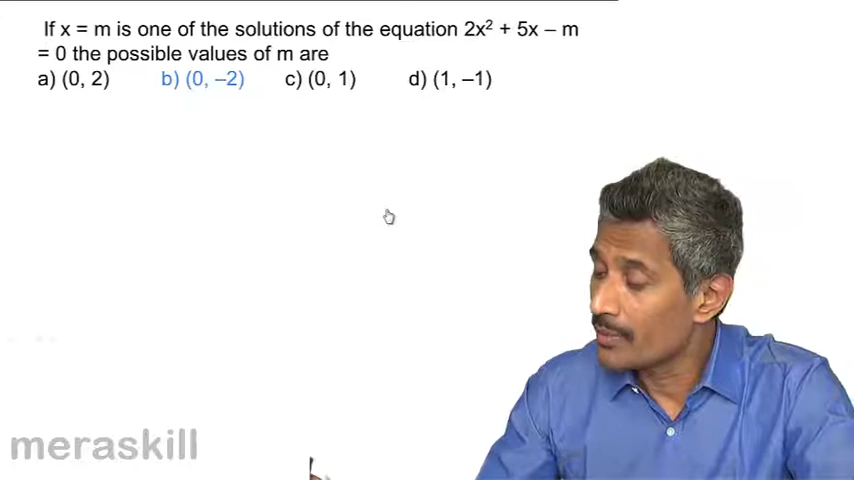 If x = m is one of the solutions of the equation 2x² + 5x – m
= 0 the possible values of m are
a) (0, 2) b) (0, –2) c) (0, 1) d) (1, –1)
meraskill